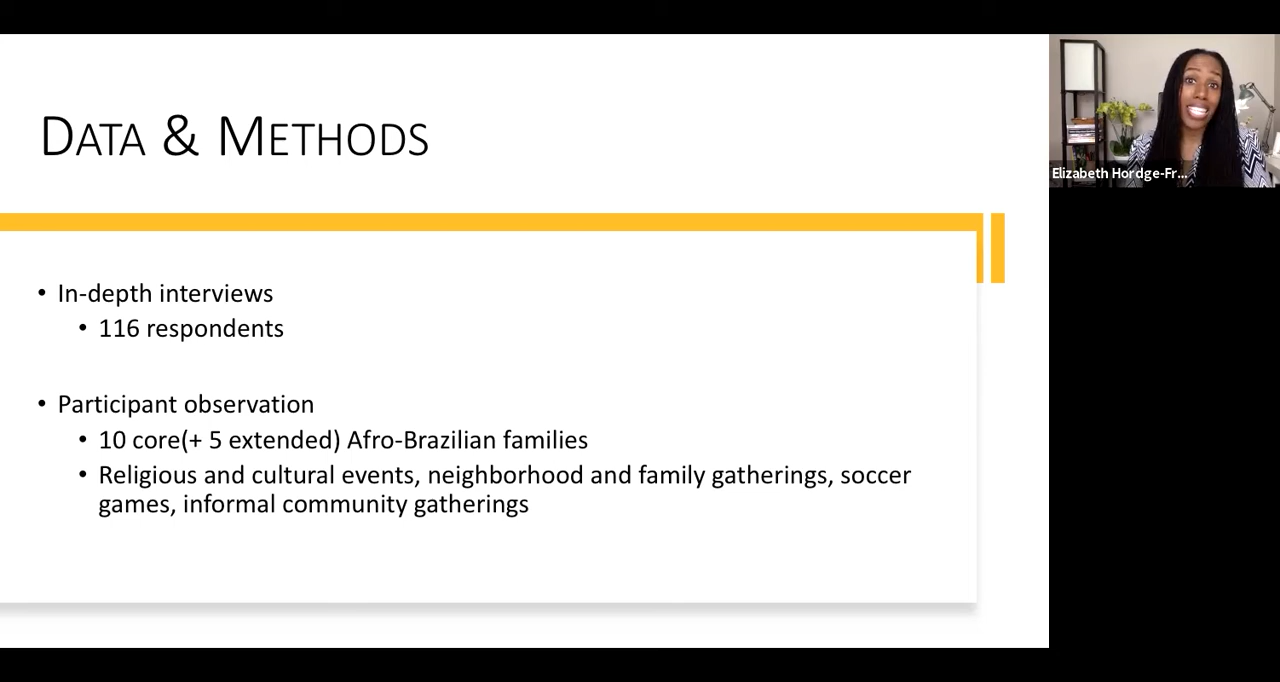 DATA & METHODS
• In-depth interviews
• 116 respondents
• Participant observation
• 10 core(+ 5 extended) Afro-Brazilian families
• Religious and cultural events, neighborhood and family gatherings, soccer
games, informal community gatherings
Elizabeth Hordge-Fr...